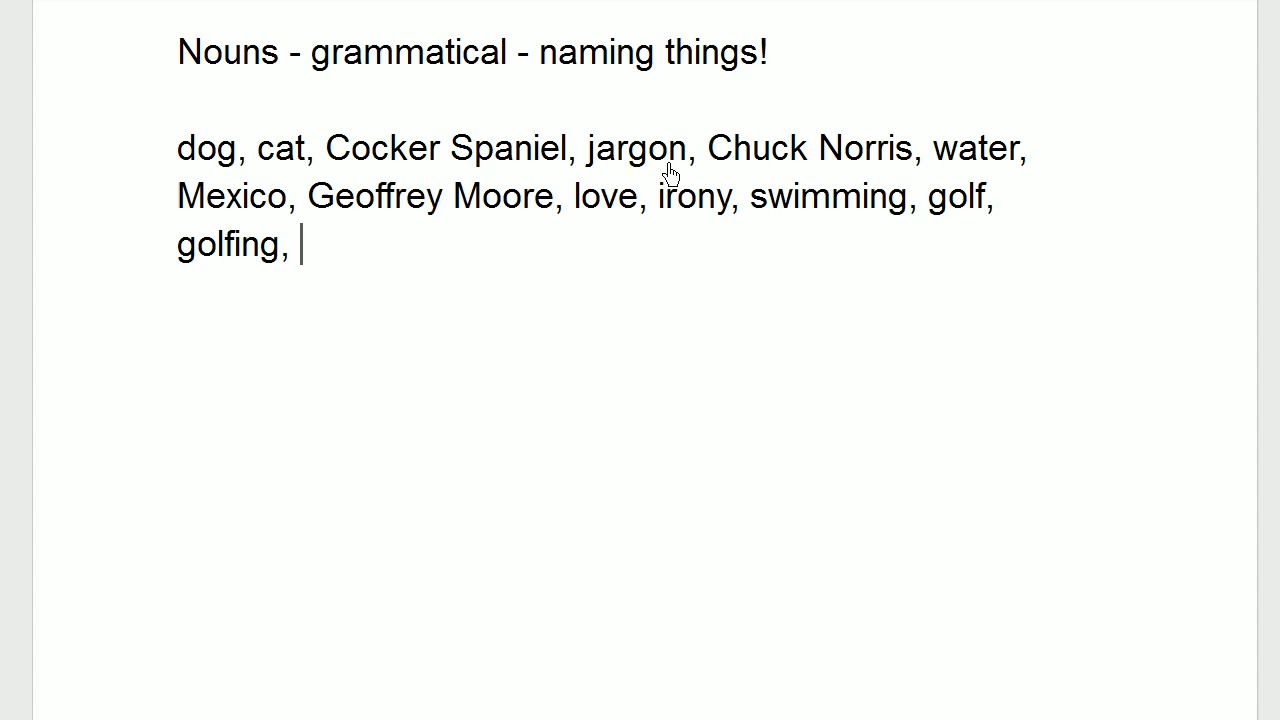 Nouns - grammatical - naming things!
dog, cat, Cocker Spaniel, jargon, Chuck Norris, water,
Mexico, Geoffrey Moore, love, irony, swimming, golf,
golfing,